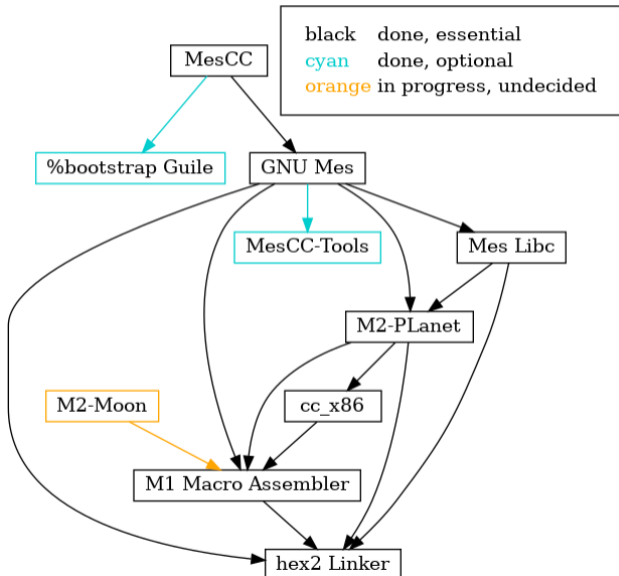 black done, essential
cyan done, optional
orange in progress, undecided
MesCC
%bootstrap Guile
GNU Mes
MesCC-Tools
Mes Libc
M2-PLanet
M2-Moon
cc_x86
M1 Macro Assembler
hex2 Linker